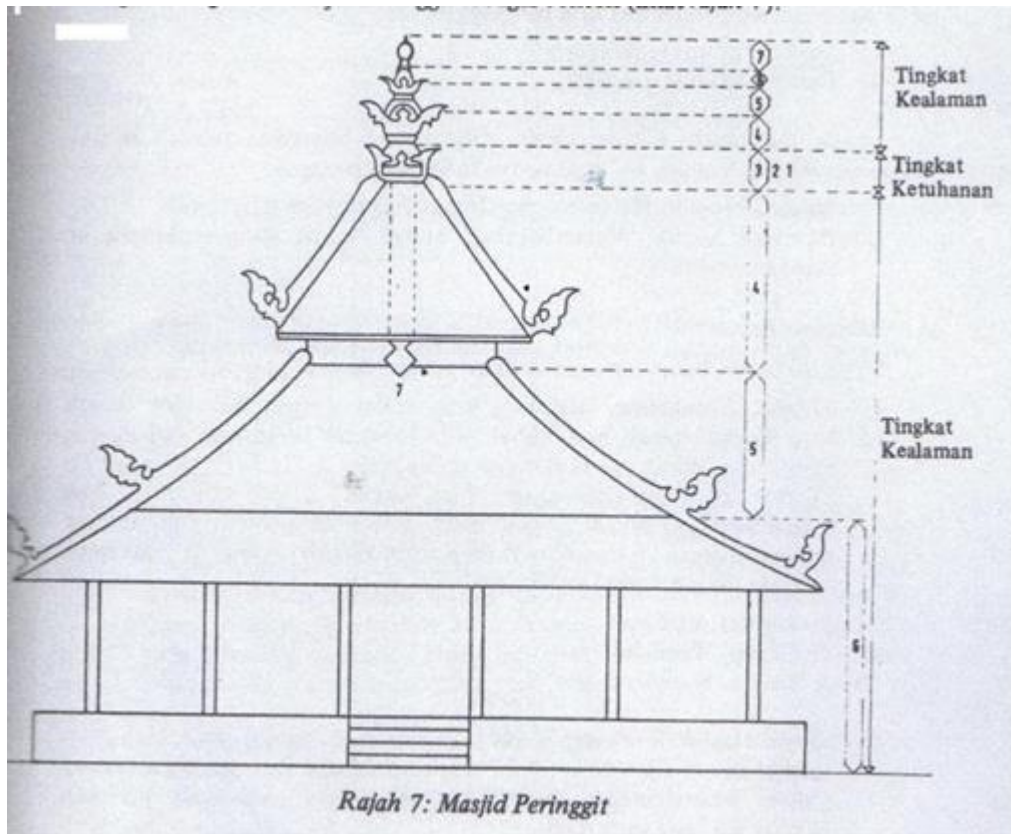 7
6
5
4
3 2 1
Tingkat
Kealaman
Tingkat
Ketuhanan
4
7
5
Tingkat
Kealaman
6
Rajah 7: Masjid Peringgit